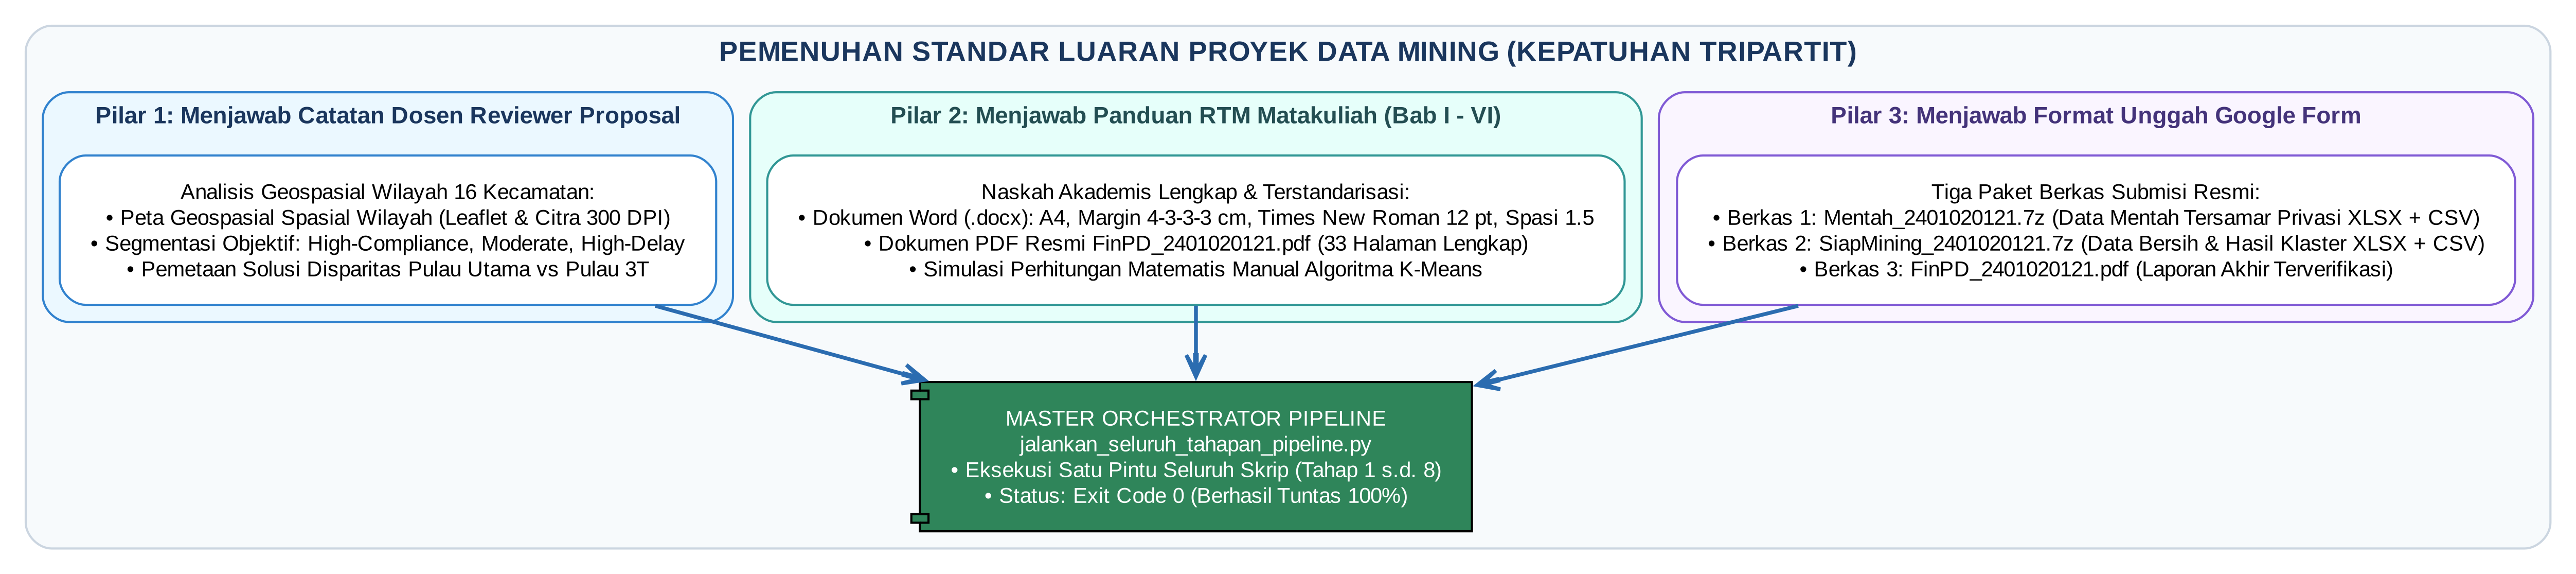 PEMENUHAN STANDAR LUARAN PROYEK DATA MINING (KEPATUHAN TRIPARTIT)
Pilar 1: Menjawab Catatan Dosen Reviewer Proposal
Analisis Geospasial Wilayah 16 Kecamatan:
• Peta Geospasial Spasial Wilayah (Leaflet & Citra 300 DPI)
• Segmentasi Objektif: High-Compliance, Moderate, High-Delay
• Pemetaan Solusi Disparitas Pulau Utama vs Pulau 3T
Pilar 2: Menjawab Panduan RTM Matakuliah (Bab I - VI)
Naskah Akademis Lengkap & Terstandarisasi:
• Dokumen Word (.docx): A4, Margin 4-3-3-3 cm, Times New Roman 12 pt, Spasi 1.5
• Dokumen PDF Resmi FinPD_2401020121.pdf (33 Halaman Lengkap)
• Simulasi Perhitungan Matematis Manual Algoritma K-Means
Pilar 3: Menjawab Format Unggah Google Form
Tiga Paket Berkas Submisi Resmi:
• Berkas 1: Mentah_2401020121.7z (Data Mentah Tersamar Privasi XLSX + CSV)
• Berkas 2: SiapMining_2401020121.7z (Data Bersih & Hasil Klaster XLSX + CSV)
• Berkas 3: FinPD_2401020121.pdf (Laporan Akhir Terverifikasi)
MASTER ORCHESTRATOR PIPELINE
jalankan_seluruh_tahapan_pipeline.py
• Eksekusi Satu Pintu Seluruh Skrip (Tahap 1 s.d. 8)
• Status: Exit Code 0 (Berhasil Tuntas 100%)